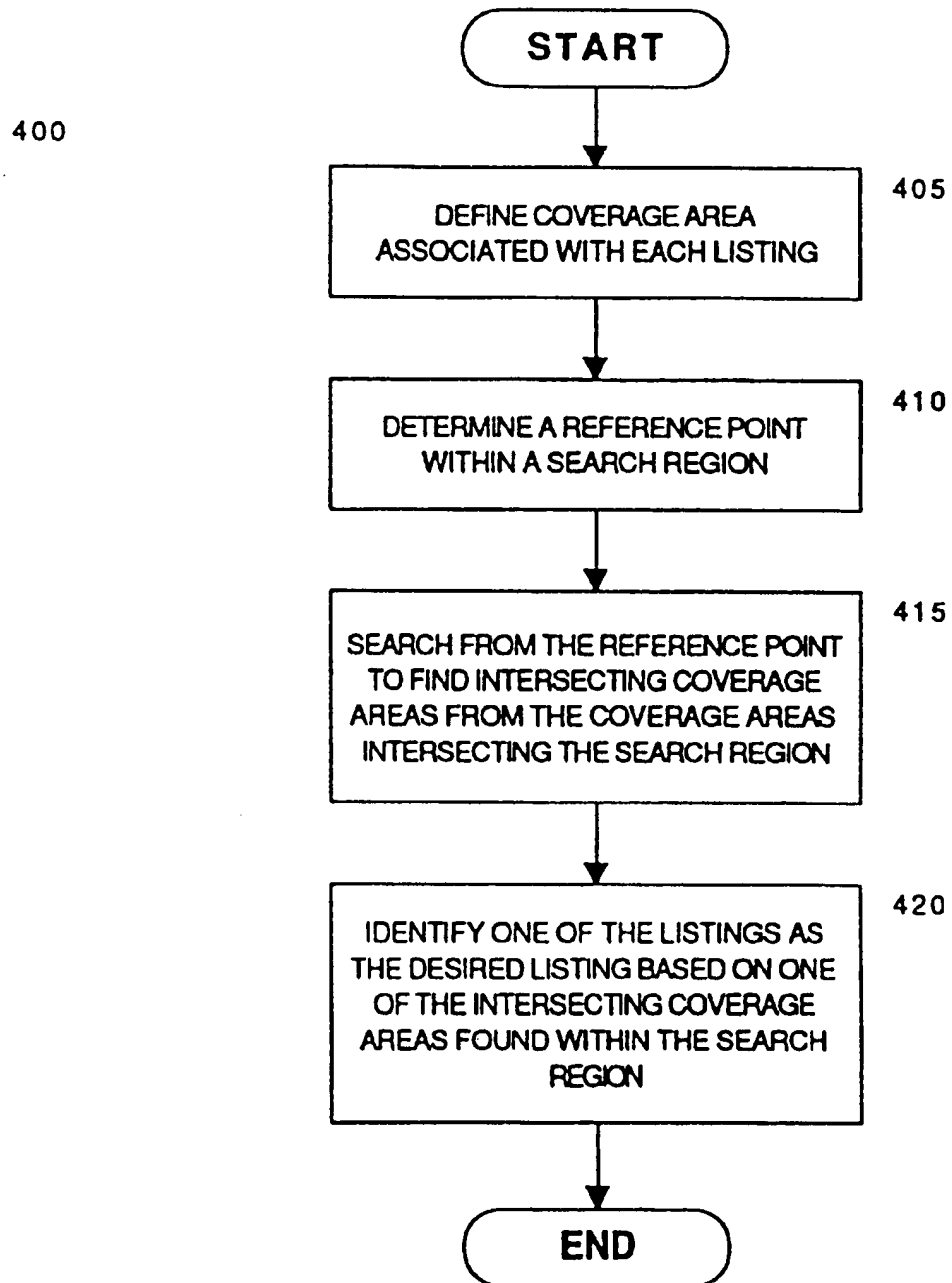 START
400
405
DEFINE COVERAGE AREA
ASSOCIATED WITH EACH LISTING
410
DETERMINE A REFERENCE POINT
WITHIN A SEARCH REGION
415
SEARCH FROM THE REFERENCE POINT
TO FIND INTERSECTING COVERAGE
AREAS FROM THE COVERAGE AREAS
INTERSECTING THE SEARCH REGION
420
IDENTIFY ONE OF THE LISTINGS AS
THE DESIRED LISTING BASED ON ONE
OF THE INTERSECTING COVERAGE
AREAS FOUND WITHIN THE SEARCH
REGION
END